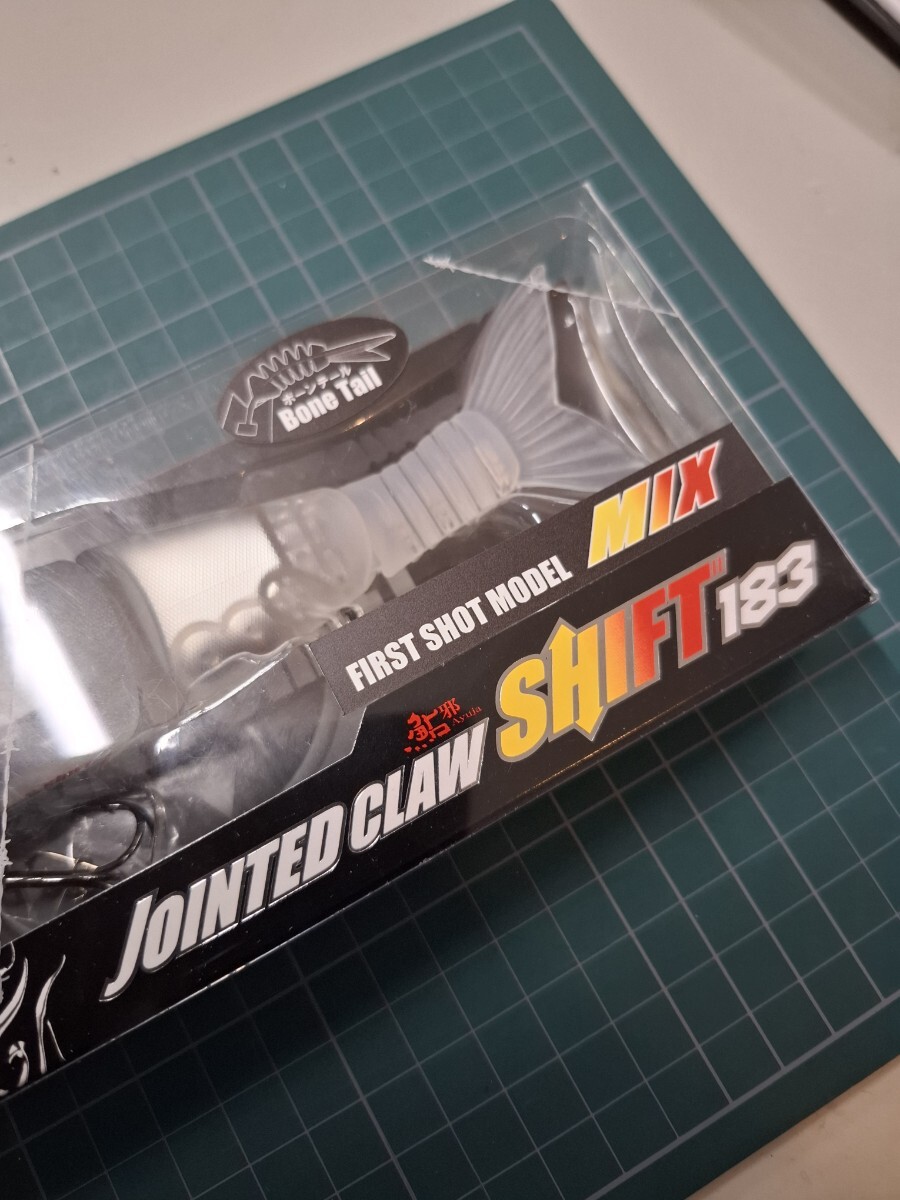 ボーンテール
Bone Tail
FIRST SHOT MODEL MIX
鮎邪
Ayuja
JOINTED CLAW SHIFT 183